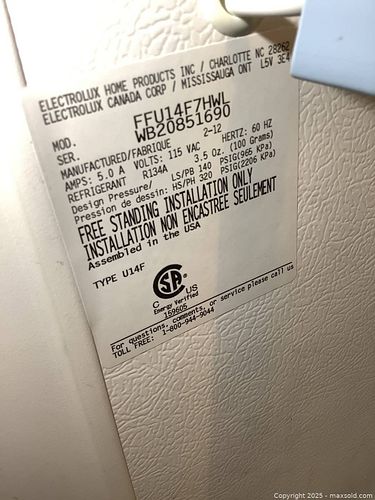 ELECTROLUX HOME PRODUCTS INC / CHARLOTTE NC 28262
ELECTROLUX CANADA CORP / MISSISSAUGA ONT L5V 3E4
MOD. FFU14F7HWL
SER. WB20851690
MANUFACTURED/FABRIQUE 2-12
AMPS: 5.0 A VOLTS: 115 VAC HERTZ: 60 HZ
REFRIGERANT R134A 3.5 Oz. (100 Grams)
Design Pressure/ LS/PB 140 PSIG(965 KPa)
Pression de dessin: HS/PH 320 PSIG(2206 KPa)
FREE STANDING INSTALLATION ONLY
INSTALLATION NON ENCASTREE SEULEMENT
Assembled in the USA
TYPE U14F
CSA®
C US
Energy Verified
159605
For questions, comments, or service please call us
TOLL FREE: 1-800-944-9044
Copyright 2025 - maxsold.com